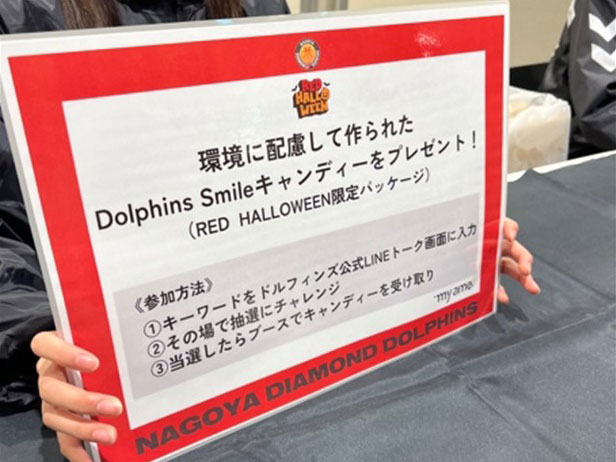 RED
HALLO
WEEN
環境に配慮して作られた
Dolphins Smileキャンディーをプレゼント！
（RED HALLOWEEN限定パッケージ）
《参加方法》
①キーワードをドルフィンズ公式LINEトーク画面に入力
②その場で抽選にチャレンジ
③当選したらブースでキャンディーを受け取り
my ame
NAGOYA DIAMOND DOLPHINS